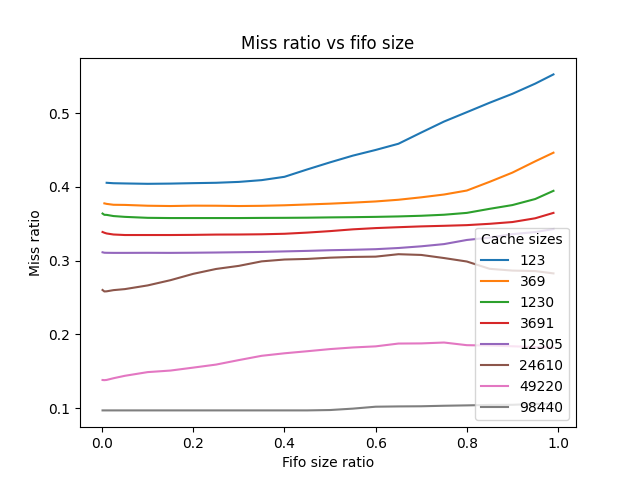 Miss ratio vs fifo size
Miss ratio
0.5
0.4
0.3
0.2
0.1
Cache sizes
123
369
1230
3691
12305
24610
49220
98440
0.0 0.2 0.4 0.6 0.8 1.0
Fifo size ratio